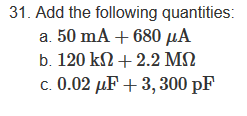 31. Add the following quantities:
a. 50 mA + 680 μA
b. 120 kΩ + 2.2 MΩ
c. 0.02 μF + 3, 300 pF